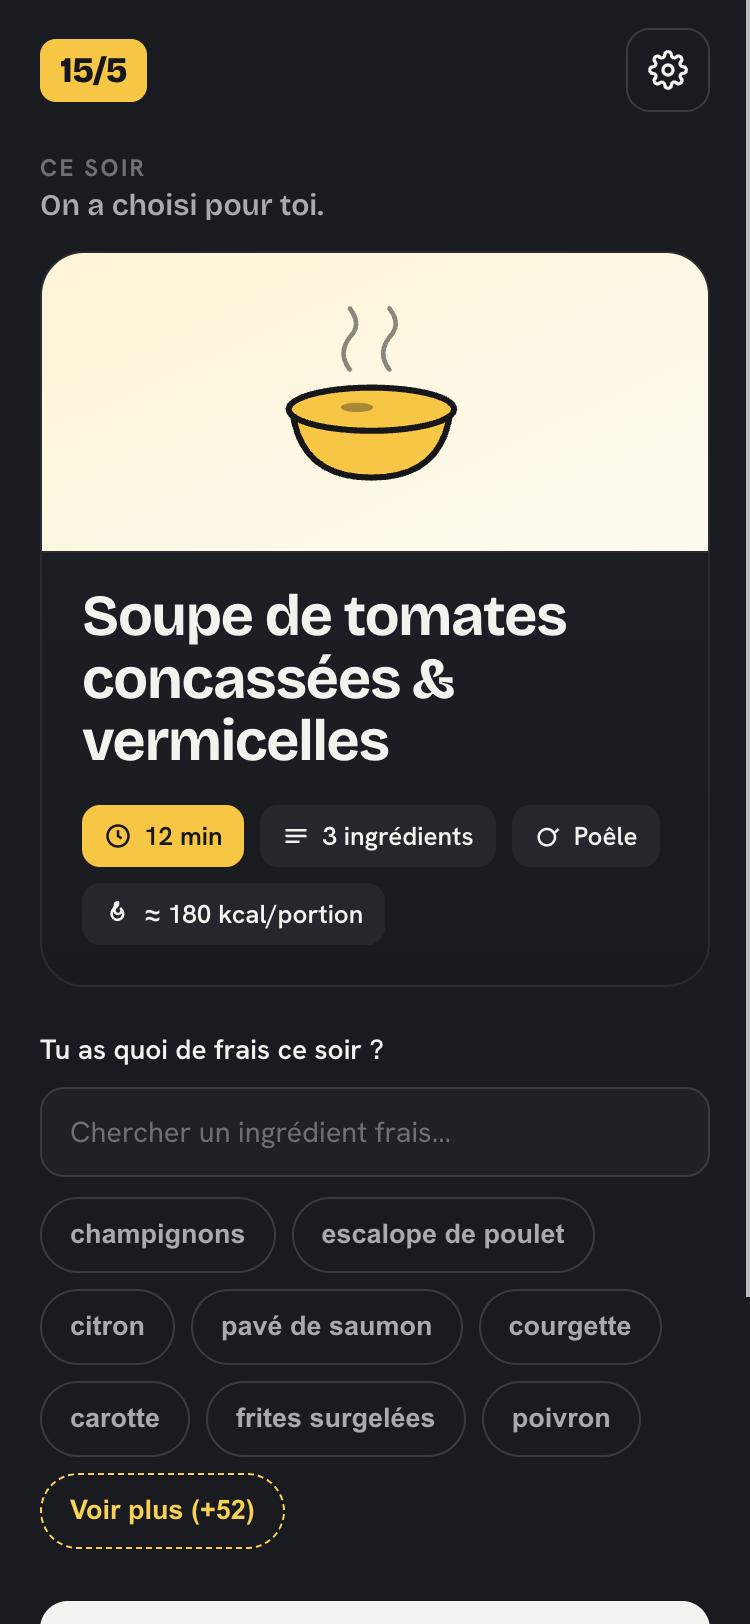 15/5
CE SOIR
On a choisi pour toi.
Soupe de tomates
concassées &
vermicelles
12 min
3 ingrédients
Poêle
≈ 180 kcal/portion
Tu as quoi de frais ce soir ?
Chercher un ingrédient frais...
champignons
escalope de poulet
citron
pavé de saumon
courgette
carotte
frites surgelées
poivron
Voir plus (+52)